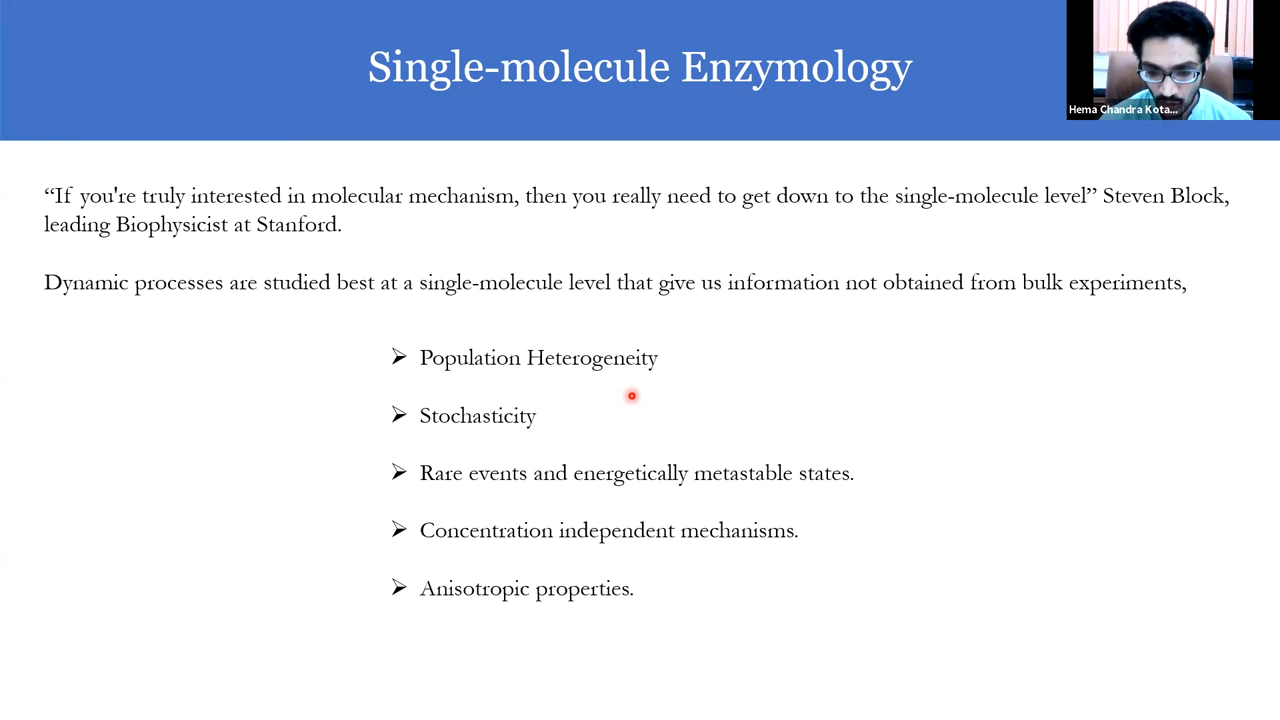 Single-molecule Enzymology
Hema Chandra Kota...
“If you're truly interested in molecular mechanism, then you really need to get down to the single-molecule level” Steven Block,
leading Biophysicist at Stanford.
Dynamic processes are studied best at a single-molecule level that give us information not obtained from bulk experiments,
➢ Population Heterogeneity
➢ Stochasticity
➢ Rare events and energetically metastable states.
➢ Concentration independent mechanisms.
➢ Anisotropic properties.